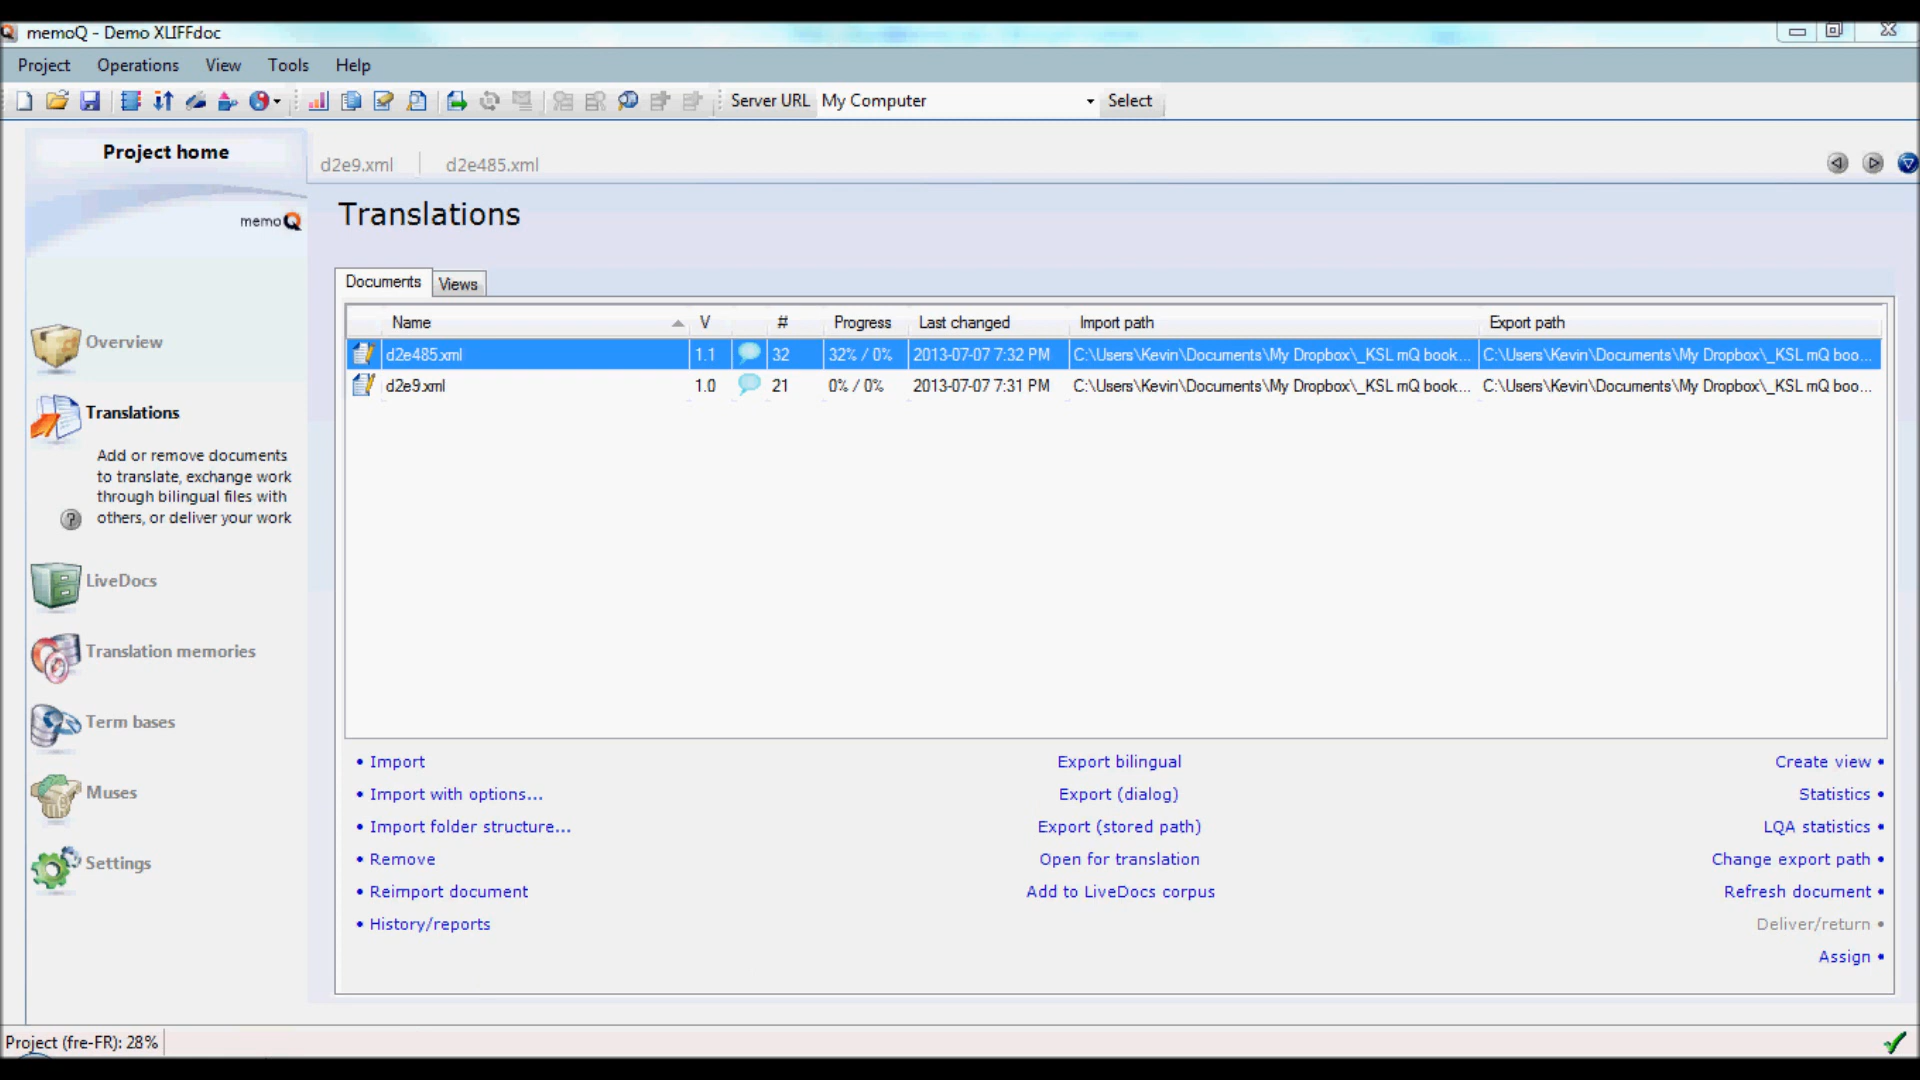 memoQ - Demo XLIFFdoc
Project Operations View Tools Help
Server URL My Computer Select
Project home
d2e9.xml d2e485.xml
memoQ
Translations
Documents Views
Name V # Progress Last changed Import path Export path
d2e485.xml 1.1 32 32% / 0% 2013-07-07 7:32 PM C:\Users\Kevin\Documents\My Dropbox\_KSL mQ book... C:\Users\Kevin\Documents\My Dropbox\_KSL mQ boo...
d2e9.xml 1.0 21 0% / 0% 2013-07-07 7:31 PM C:\Users\Kevin\Documents\My Dropbox\_KSL mQ book... C:\Users\Kevin\Documents\My Dropbox\_KSL mQ boo...
Overview
Translations
Add or remove documents
to translate, exchange work
through bilingual files with
others, or deliver your work
LiveDocs
Translation memories
Term bases
Muses
Settings
• Import Export bilingual Create view •
• Import with options... Export (dialog) Statistics •
• Import folder structure... Export (stored path) LQA statistics •
• Remove Open for translation Change export path •
• Reimport document Add to LiveDocs corpus Refresh document •
• History/reports Deliver/return •
Assign •
Project (fre-FR): 28%